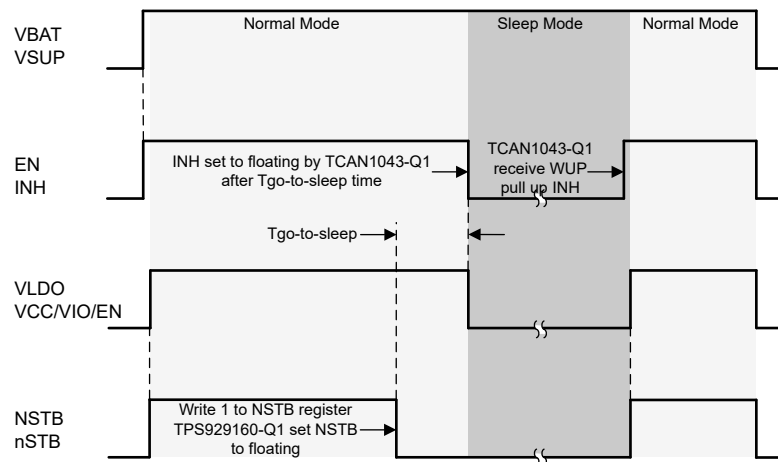 VBAT
VSUP
Normal Mode
Sleep Mode
Normal Mode
EN
INH
INH set to floating by TCAN1043-Q1
after Tgo-to-sleep time
TCAN1043-Q1
receive WUP
pull up INH
Tgo-to-sleep
VLDO
VCC/VIO/EN
NSTB
nSTB
Write 1 to NSTB register
TPS929160-Q1 set NSTB
to floating